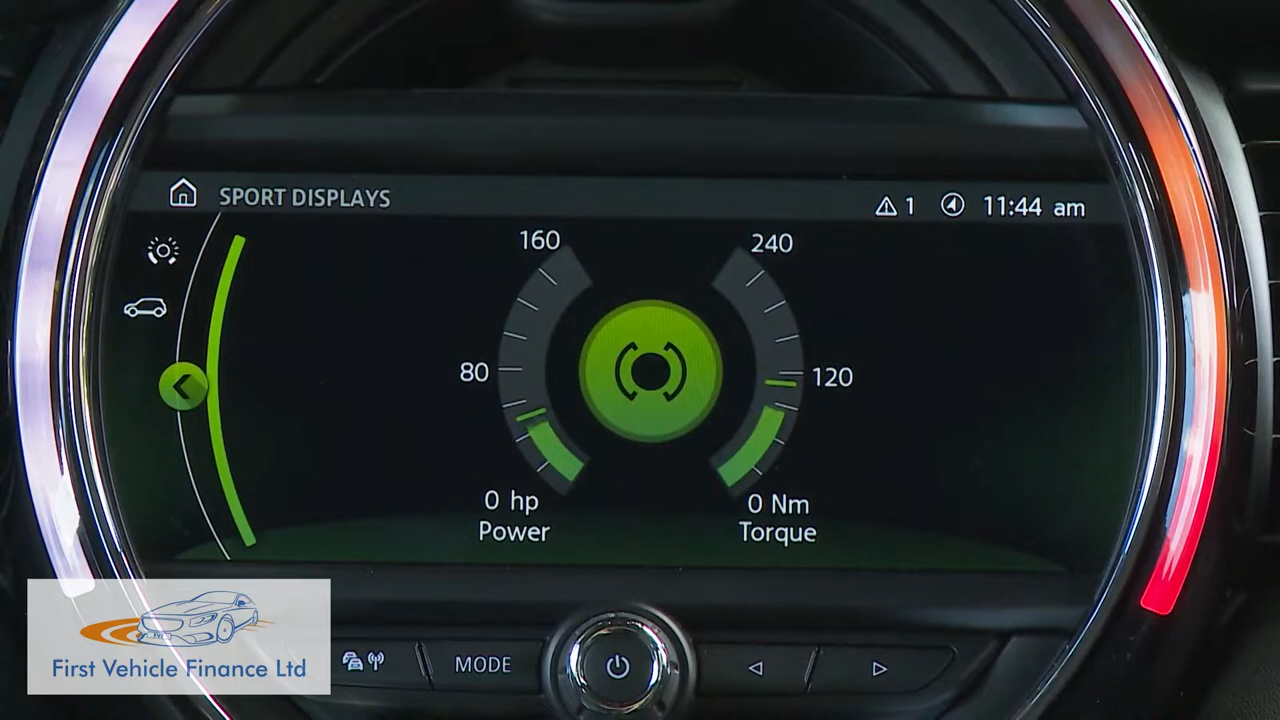 SPORT DISPLAYS
1 11:44 am
160
240
80
120
0 hp
Power
0 Nm
Torque
MODE
First Vehicle Finance Ltd